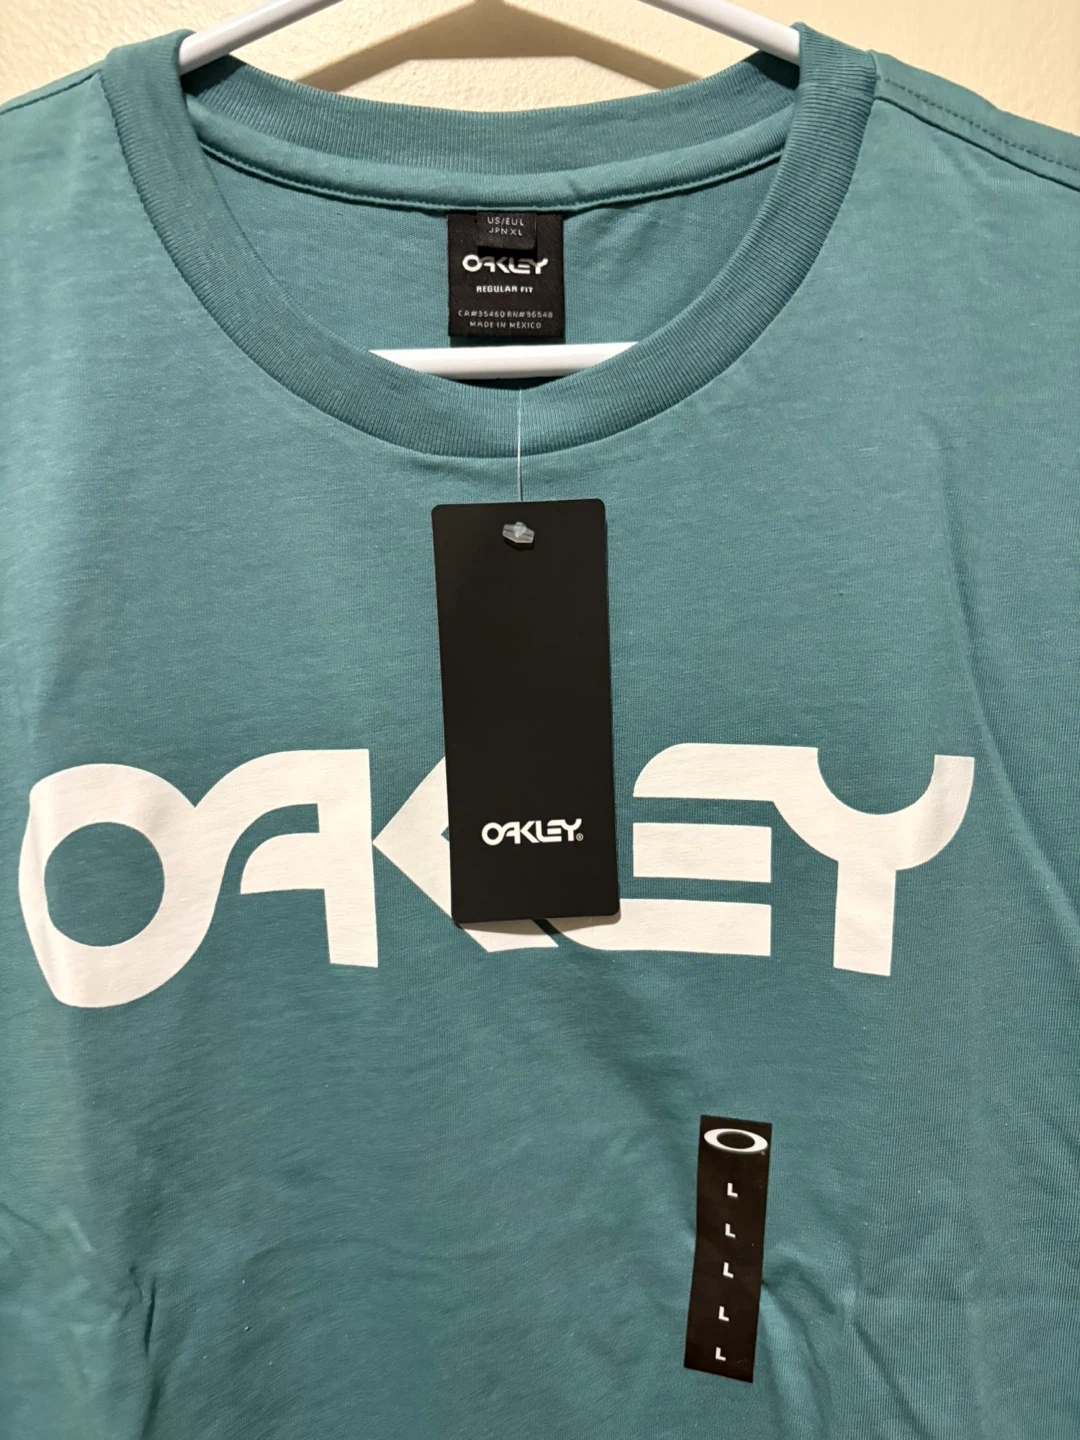 US/EU L
JPN XL
OAKLEY
REGULAR FIT
CA#35460 RN#96548
MADE IN MEXICO
OAKLEY
OAKLEY®
L
L
L
L
L